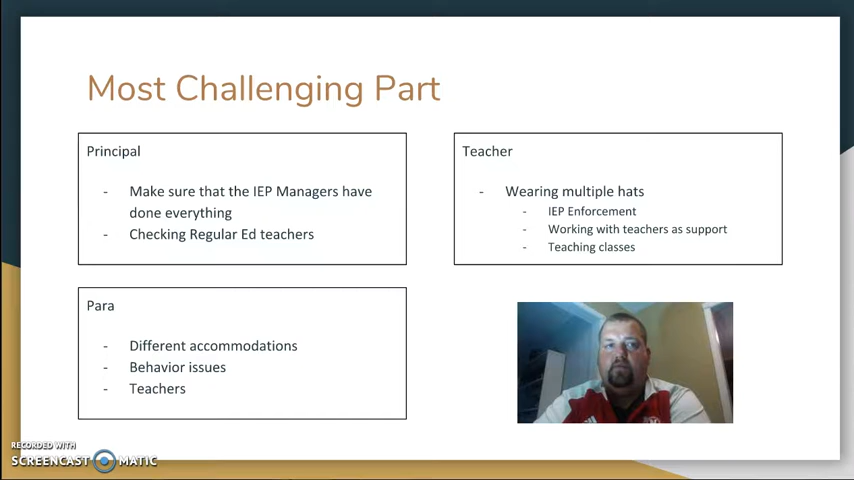 Most Challenging Part
Principal
- Make sure that the IEP Managers have
done everything
- Checking Regular Ed teachers
Teacher
- Wearing multiple hats
- IEP Enforcement
- Working with teachers as support
- Teaching classes
Para
- Different accommodations
- Behavior issues
- Teachers
RECORDED WITH
SCREENCAST MATIC